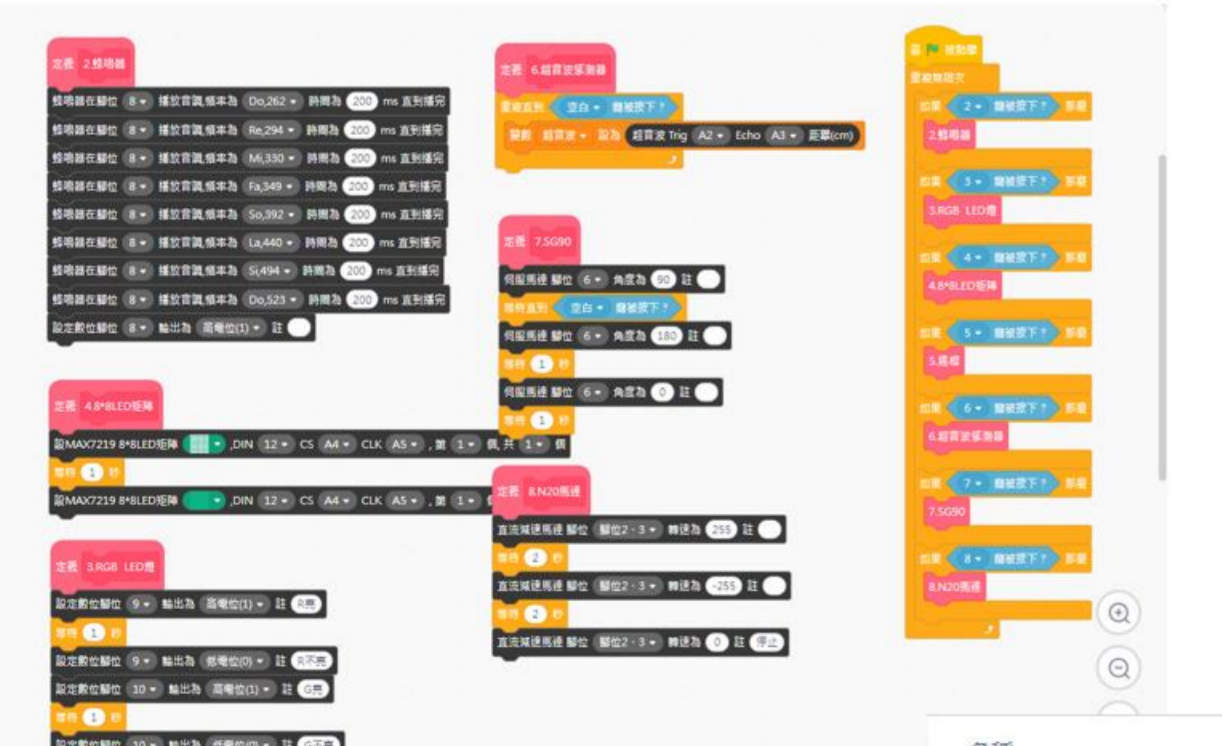 定義 2.蜂鳴器
蜂鳴器在腳位 8 播放音調,頻率為 Do,262 時間為 200 ms 直到播完
蜂鳴器在腳位 8 播放音調,頻率為 Re,294 時間為 200 ms 直到播完
蜂鳴器在腳位 8 播放音調,頻率為 Mi,330 時間為 200 ms 直到播完
蜂鳴器在腳位 8 播放音調,頻率為 Fa,349 時間為 200 ms 直到播完
蜂鳴器在腳位 8 播放音調,頻率為 So,392 時間為 200 ms 直到播完
蜂鳴器在腳位 8 播放音調,頻率為 La,440 時間為 200 ms 直到播完
蜂鳴器在腳位 8 播放音調,頻率為 Si,494 時間為 200 ms 直到播完
蜂鳴器在腳位 8 播放音調,頻率為 Do,523 時間為 200 ms 直到播完
設定數位腳位 8 輸出為 高電位(1) 註
定義 4.8*8LED矩陣
設MAX7219 8*8LED矩陣 ,DIN 12 CS A4 CLK A5 , 第 1 個,共 1 個
等待 1 秒
設MAX7219 8*8LED矩陣 ,DIN 12 CS A4 CLK A5 , 第 1
定義 3.RGB LED燈
設定數位腳位 9 輸出為 高電位(1) 註 R亮
等待 1 秒
設定數位腳位 9 輸出為 低電位(0) 註 R不亮
設定數位腳位 10 輸出為 高電位(1) 註 G亮
等待 1 秒
設定數位腳位 10 輸出為 低電位(0) 註 G不亮
定義 6.超音波感測器
重複直到 空白 鍵被按下?
變數 超音波 設為 超音波 Trig A2 Echo A3 距離(cm)
定義 7.SG90
伺服馬達 腳位 6 角度為 90 註
等待直到 空白 鍵被按下?
伺服馬達 腳位 6 角度為 180 註
等待 1 秒
伺服馬達 腳位 6 角度為 0 註
等待 1 秒
定義 8.N20馬達
直流減速馬達 腳位 腳位2、3 轉速為 255 註
等待 2 秒
直流減速馬達 腳位 腳位2、3 轉速為 -255 註
等待 2 秒
直流減速馬達 腳位 腳位2、3 轉速為 0 註 停止
當 被點擊
重複無限次
如果 2 鍵被按下? 那麼
2.蜂鳴器
如果 3 鍵被按下? 那麼
3.RGB LED燈
如果 4 鍵被按下? 那麼
4.8*8LED矩陣
如果 5 鍵被按下? 那麼
如果 6 鍵被按下? 那麼
6.超音波感測器
如果 7 鍵被按下? 那麼
7.SG90
如果 8 鍵被按下? 那麼
8.N20馬達